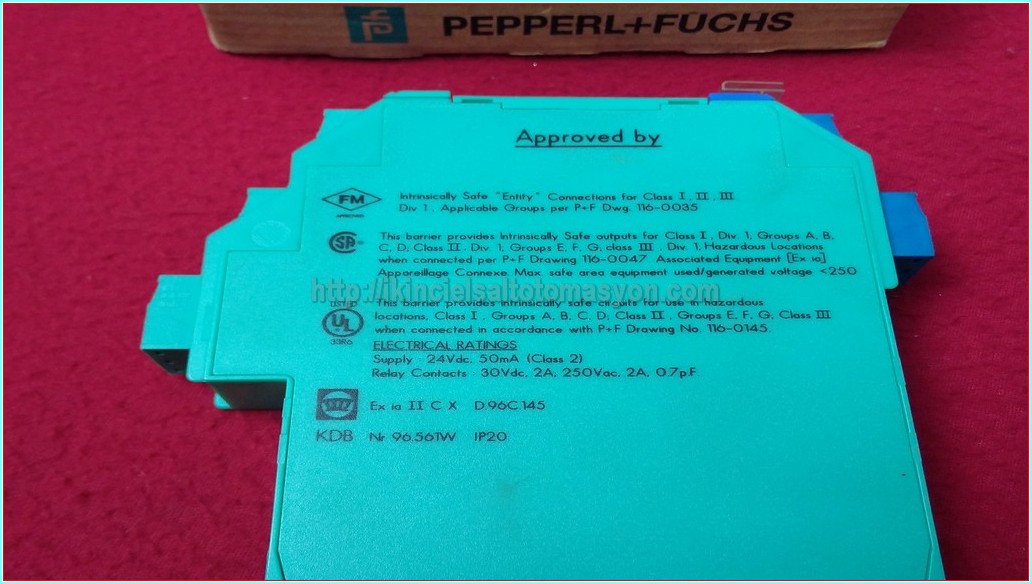 PEPPERL+FUCHS
Approved by
FM
APPROVED
Intrinsically Safe "Entity" Connections for Class I, II, III
Div 1, Applicable Groups per P+F Dwg. 116-0035
This barrier provides Intrinsically Safe outputs for Class I, Div. 1, Groups A, B,
C, D; Class II. Div. 1; Groups E, F, G; class III. Div. 1, Hazardous Locations
when connected per P+F Drawing 116-0047. Associated Equipment [Ex ia]
Appareillage Connexe. Max. safe area equipment used/generated voltage <250
http://ikincielsaltotomasyon.com
LISTED
This barrier provides intrinsically safe circuits for use in hazardous
locations, Class I, Groups A, B, C, D; Class II, Groups E, F, G; Class III
when connected in accordance with P+F Drawing No. 116-0145.
UL
ELECTRICAL RATINGS
Supply : 24Vdc, 50mA (Class 2)
Relay Contacts : 30Vdc, 2A, 250Vac, 2A, 0.7p.F
Ex ia II C X D.96C.145
KDB Nr 96.561W IP20